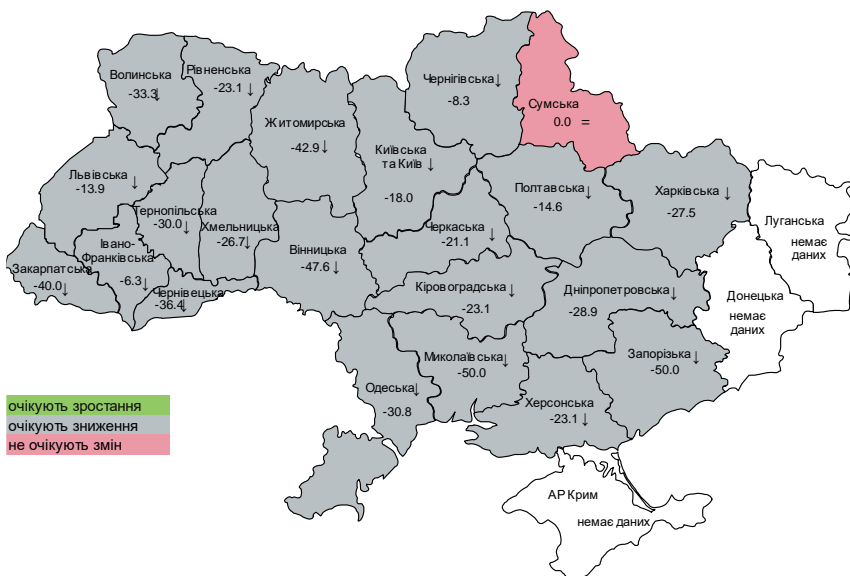 Волинська
-33.3↓
Рівненська
-23.1 ↓
Житомирська
-42.9 ↓
Київська
та Київ ↓
-18.0
Чернігівська↓
-8.3
Сумська
0.0 =
Львівська
-13.9 ↓
Тернопільська
-30.0↓
Хмельницька
-26.7↓
Вінницька
-47.6 ↓
Черкаська
-21.1 ↓
Полтавська ↓
-14.6
Харківська ↓
-27.5
Луганська
немає
даних
Закарпатська
-40.0↓
Івано-
Франківська
-6.3↓
Чернівецька
-36.4↓
Кіровоградська↓
-23.1
Дніпропетровська↓
-28.9
Донецька
немає
даних
Одеська↓
-30.8
Миколаївська↓
-50.0
Запорізька ↓
-50.0
Херсонська
-23.1 ↓
АР Крим
немає даних
очікують зростання
очікують зниження
не очікують змін